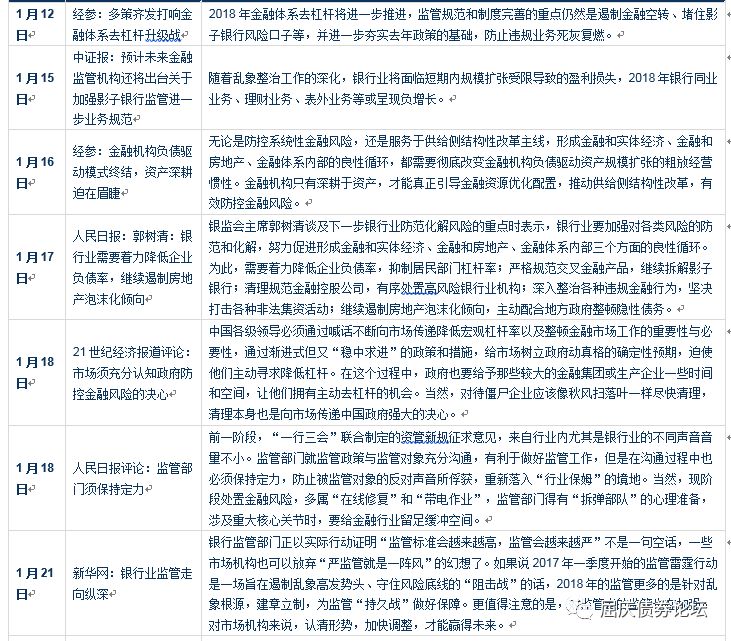 1 月 12
日
经参：多策齐发打响金
融体系去杠杆升级战
2018 年金融体系去杠杆将进一步推进，监管规范和制度完善的重点仍然是遏制金融空转、堵住影
子银行风险口子等，并进一步夯实去年政策的基础，防止违规业务死灰复燃。
1 月 15
日
中证报：预计未来金融
监管机构还将出台关于
加强影子银行监管进一
步业务规范
随着乱象整治工作的深化，银行业将面临短期内规模扩张受限导致的盈利损失，2018 年银行同业
业务、理财业务、表外业务等或呈现负增长。
1 月 16
日
经参：金融机构负债驱
动模式终结，资产深耕
迫在眉睫
无论是防控系统性金融风险，还是服务于供给侧结构性改革主线，形成金融和实体经济、金融和
房地产、金融体系内部的良性循环，都需要彻底改变金融机构负债驱动资产规模扩张的粗放经营
惯性。金融机构只有深耕于资产，才能真正引导金融资源优化配置，推动供给侧结构性改革，有
效防控金融风险。
1 月 17
日
人民日报：郭树清：银
行业需要着力降低企业
负债率，继续遏制房地
产泡沫化倾向
银监会主席郭树清谈及下一步银行业防范化解风险的重点时表示，银行业要加强对各类风险的防范
和化解，努力促进形成金融和实体经济、金融和房地产、金融体系内部三个方面的良性循环。
为此，需要着力降低企业负债率，抑制居民部门杠杆率；严格规范交叉金融产品，继续拆解影子
银行；清理规范金融控股公司，有序处置高风险银行业机构；深入整治各种违规金融行为，坚决
打击各种非法集资活动；继续遏制房地产泡沫化倾向，主动配合地方政府整顿隐性债务。
1 月 18
日
21 世纪经济报道评论：
市场须充分认知政府防
控金融风险的决心
中国各级领导必须通过喊话不断向市场传递降低宏观杠杆率以及整顿金融市场工作的重要性与必
要性，通过渐进式但又“稳中求进”的政策和措施，给市场树立政府动真格的确定性预期，迫使
他们主动寻求降低杠杆。在这个过程中，政府也要给予那些较大的金融集团或生产企业一些时间
和空间，让他们拥有主动去杠杆的机会。当然，对待僵尸企业应该像秋风扫落叶一样尽快清理，
清理本身也是向市场传递中国政府强大的决心。
1 月 18
日
人民日报评论：监管部
门须保持定力
前一阶段，“一行三会”联合制定的资管新规征求意见，来自行业内尤其是银行业的不同声音音
量不小。监管部门就监管政策与监管对象充分沟通，有利于做好监管工作，但是在沟通过程中也
必须保持定力，防止被监管对象的反对声音所俘获，重新落入“行业保姆”的境地。当然，现阶
段处置金融风险，多属“在线修复”和“带电作业”，监管部门得有“拆弹部队”的心理准备，
涉及重大核心关节时，要给金融行业留足缓冲空间。
1 月 21
日
新华网：银行业监管走
向纵深
银行监管部门正以实际行动证明“监管标准会越来越高，监管会越来越严”不是一句空话，一些
市场机构也可以放弃“严监管就是一阵风”的幻想了。如果说 2017 年一季度开始的监管雷霆行动
是一场旨在遏制乱象高发势头、守住风险底线的“阻击战”的话，2018 年的监管更多的是针对乱
象根源，建章立制，为监管“持久战”做好保障。更值得注意的是，
对市场机构来说，认清形势，加快调整，才能赢得未来。
屈庆债券论坛